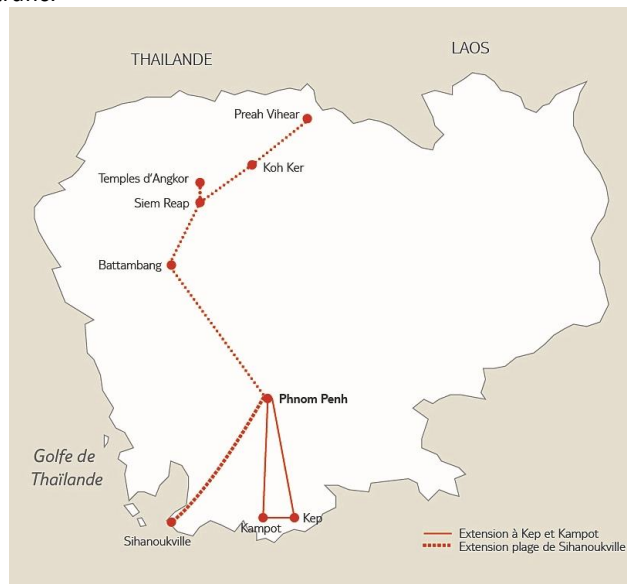 THAILANDE
LAOS
Preah Vihear
Koh Ker
Temples d'Angkor
Siem Reap
Battambang
Phnom Penh
Golfe de
Thaïlande
Kampot
Kep
Sihanoukville
Extension à Kep et Kampot
Extension plage de Sihanoukville